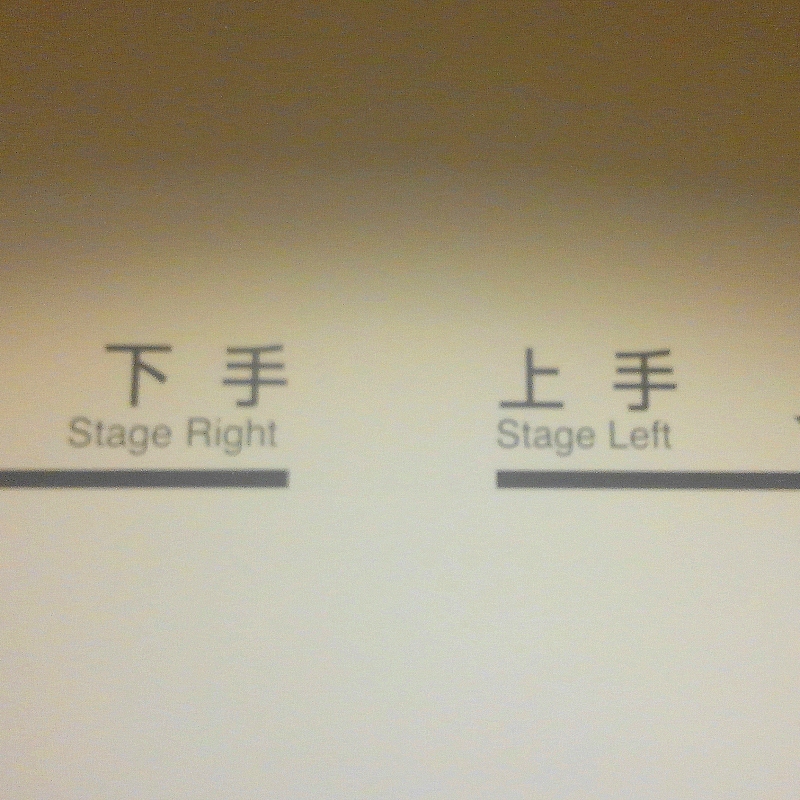 下手
Stage Right
上手
Stage Left